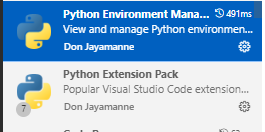 Python Environment Mana... 491ms
View and manage Python environmen...
Don Jayamanne
Python Extension Pack
Popular Visual Studio Code extension...
7
Don Jayamanne